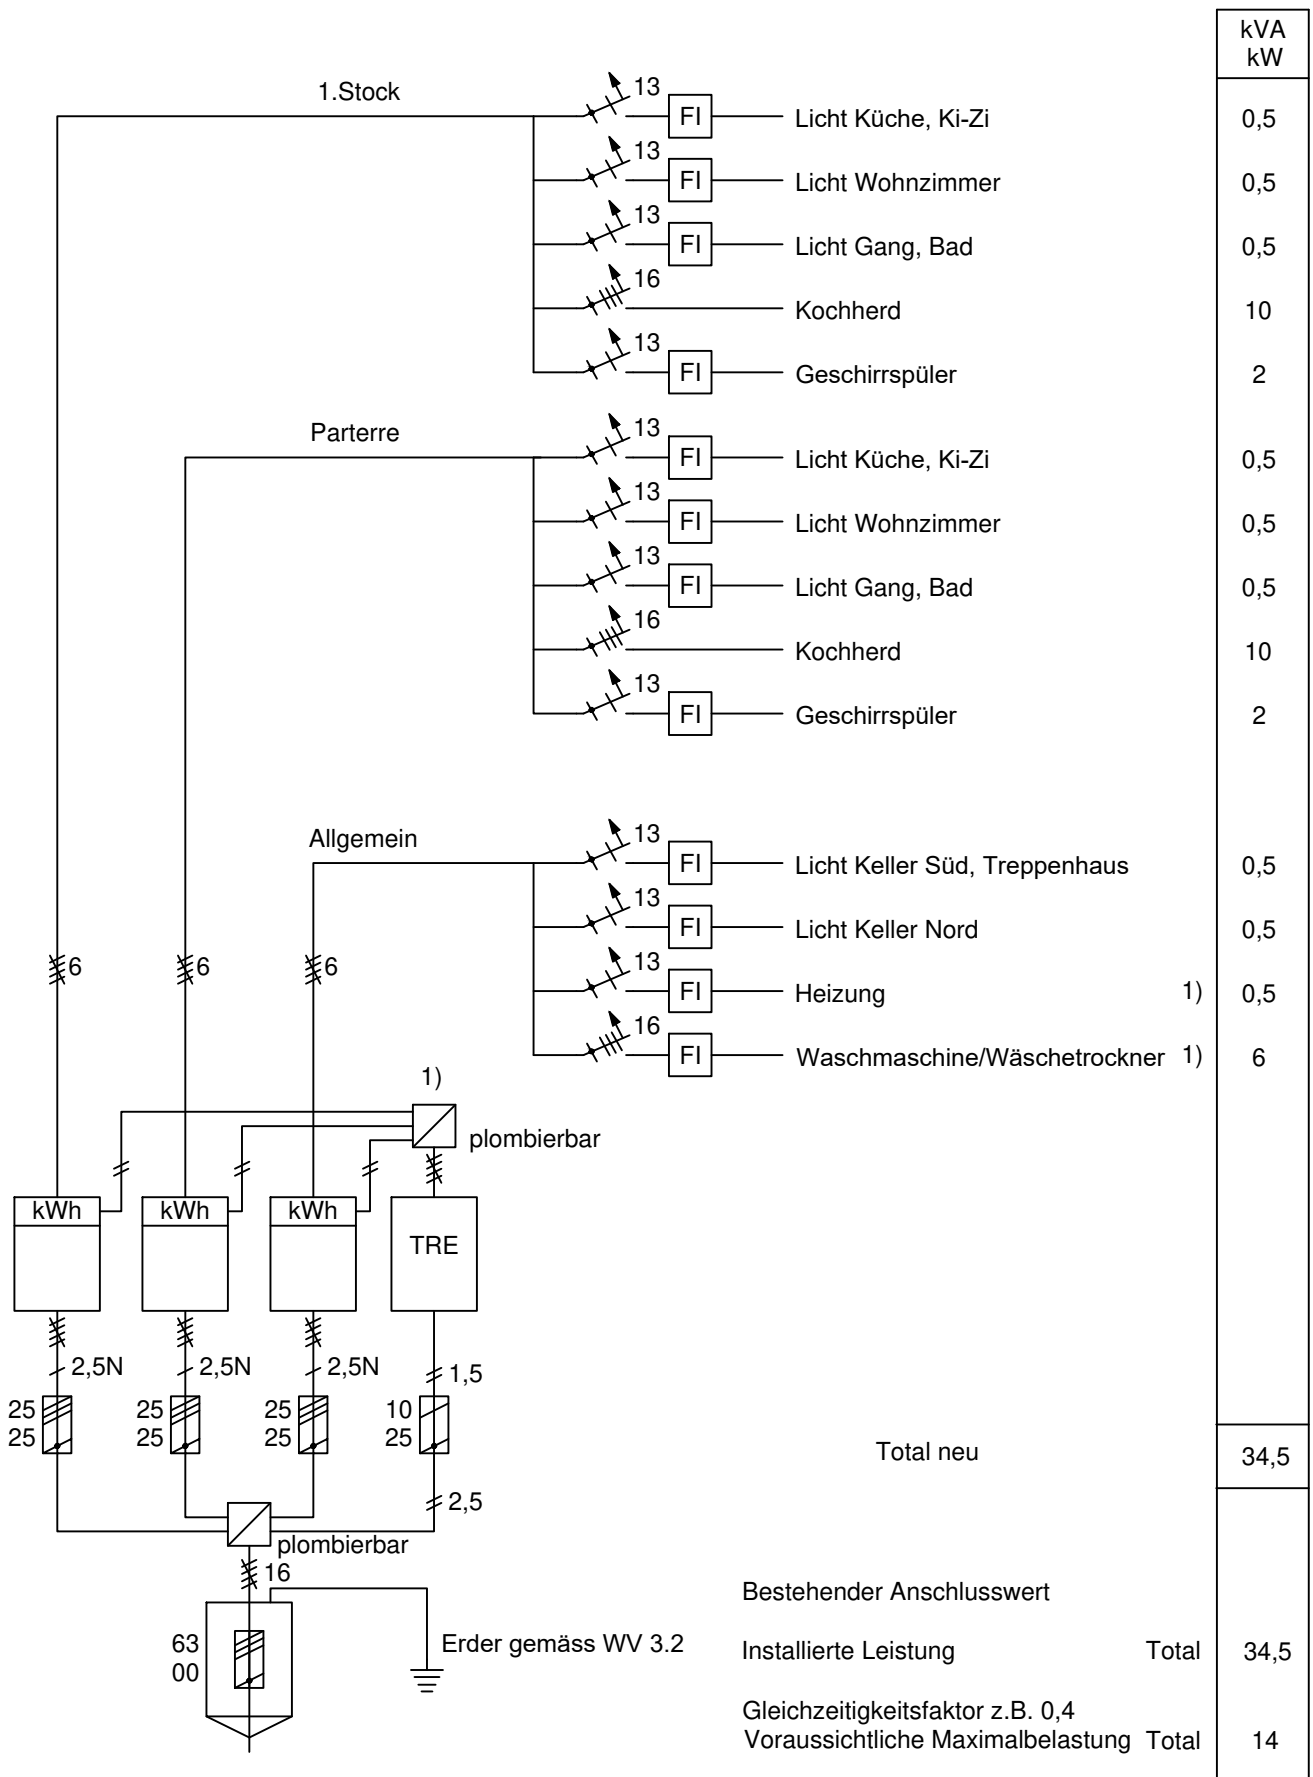 kVA
kW
1.Stock
13 FI Licht Küche, Ki-Zi 0,5
13 FI Licht Wohnzimmer 0,5
13 FI Licht Gang, Bad 0,5
16 Kochherd 10
13 FI Geschirrspüler 2
Parterre
13 FI Licht Küche, Ki-Zi 0,5
13 FI Licht Wohnzimmer 0,5
13 FI Licht Gang, Bad 0,5
16 Kochherd 10
13 FI Geschirrspüler 2
Allgemein
13 FI Licht Keller Süd, Treppenhaus 0,5
13 FI Licht Keller Nord 0,5
6 6 6
13 FI Heizung 1) 0,5
16 FI Waschmaschine/Wäschetrockner 1) 6
1)
plombierbar
kWh kWh kWh
TRE
2,5N 2,5N 2,5N 1,5
25 25 25 10
25 25 25 25
Total neu 34,5
2,5
plombierbar
16
Bestehender Anschlusswert
63
00
Erder gemäss WV 3.2
Installierte Leistung Total 34,5
Gleichzeitigkeitsfaktor z.B. 0,4
Voraussichtliche Maximalbelastung Total 14